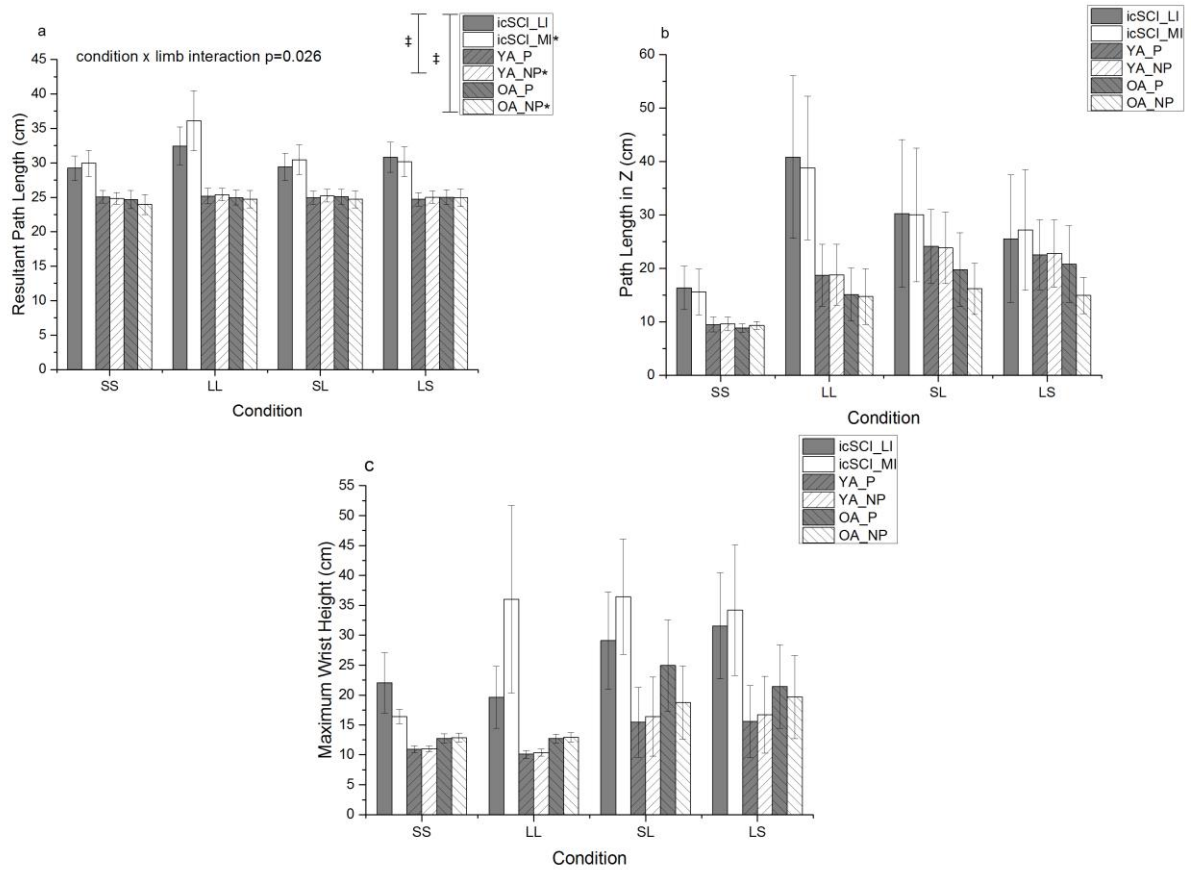 a
condition x limb interaction p=0.026
‡
‡
icSCI_LI
icSCI_MI*
YA_P
YA_NP*
OA_P
OA_NP*
Resultant Path Length (cm)
45
40
35
30
25
20
15
10
5
0
SS LL SL LS
Condition
b
icSCI_LI
icSCI_MI
YA_P
YA_NP
OA_P
OA_NP
Path Length in Z (cm)
60
50
40
30
20
10
0
SS LL SL LS
Condition
c
icSCI_LI
icSCI_MI
YA_P
YA_NP
OA_P
OA_NP
Maximum Wrist Height (cm)
55
50
45
40
35
30
25
20
15
10
5
0
SS LL SL LS
Condition